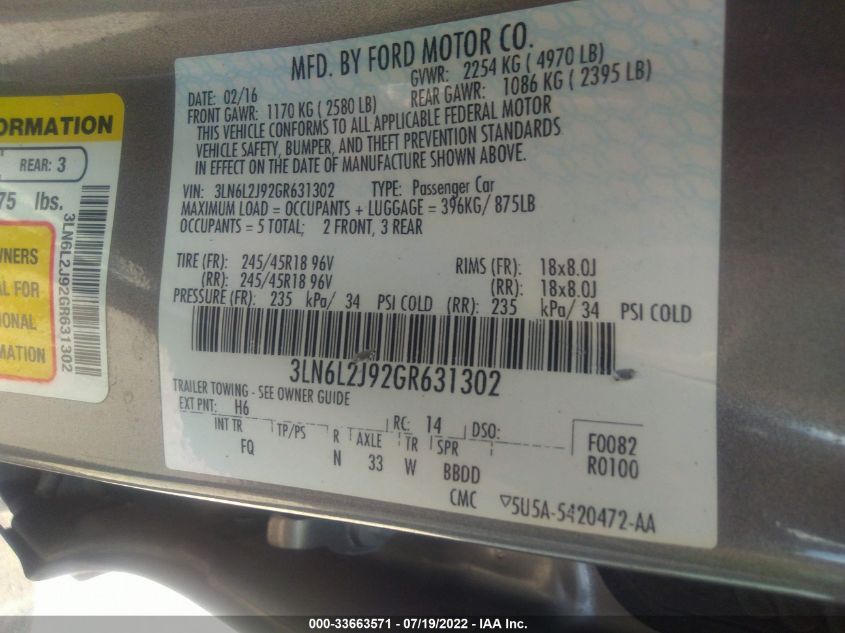 MFD. BY FORD MOTOR CO.
DATE: 02/16 GVWR: 2254 KG ( 4970 LB)
FRONT GAWR: 1170 KG ( 2580 LB) REAR GAWR: 1086 KG ( 2395 LB)
THIS VEHICLE CONFORMS TO ALL APPLICABLE FEDERAL MOTOR
VEHICLE SAFETY, BUMPER, AND THEFT PREVENTION STANDARDS
IN EFFECT ON THE DATE OF MANUFACTURE SHOWN ABOVE.
VIN: 3LN6L2J92GR631302 TYPE: Passenger Car
MAXIMUM LOAD = OCCUPANTS + LUGGAGE = 396KG/ 875LB
OCCUPANTS = 5 TOTAL; 2 FRONT, 3 REAR
TIRE (FR): 245/45R18 96V RIMS (FR): 18x8.0J
(RR): 245/45R18 96V (RR): 18x8.0J
PRESSURE (FR): 235 kPa/ 34 PSI COLD (RR): 235 kPa/ 34 PSI COLD
3LN6L2J92GR631302
TRAILER TOWING - SEE OWNER GUIDE
EXT PNT: H6 RC: 14 DSO: F0082
INT TR TP/PS R AXLE TR SPR R0100
FQ N 33 W BBDD
CMC ▽5U5A-5420472-AA
ORMATION
REAR: 3
75 lbs.
WNERS
AL FOR
IONAL
MATION
3LN6L2J92GR631302
000-33663571 / 07/19/2022 - IAA Inc.